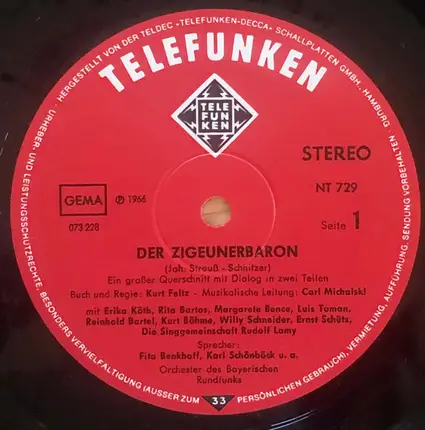 HERGESTELLT VON DER TELDEC »TELEFUNKEN-DECCA« SCHALLPLATTEN GMBH, HAMBURG
URHEBER- UND LEISTUNGSSCHUTZRECHTE, BESONDERS VERVIELFÄLTIGUNG (AUSSER ZUM PERSÖNLICHEN GEBRAUCH), VERMIETUNG, AUFFÜHRUNG, SENDUNG VORBEHALTEN
TELEFUNKEN
TELE
FUN
KEN
STEREO
NT 729
Seite 1
GEMA
℗ 1966
073 228
DER ZIGEUNERBARON
(Joh. Strauß - Schnitzer)
Ein großer Querschnitt mit Dialog in zwei Teilen
Buch und Regie: Kurt Feltz - Musikalische Leitung: Carl Michalski
mit Erika Köth, Rita Bartos, Margarete Bence, Luis Toman,
Reinhold Bartel, Kurt Böhme, Willy Schneider, Ernst Schütz,
Die Singgemeinschaft Rudolf Lamy
Sprecher:
Fita Benkhoff, Karl Schönböck u. a.
Orchester des Bayerischen
Rundfunks
33